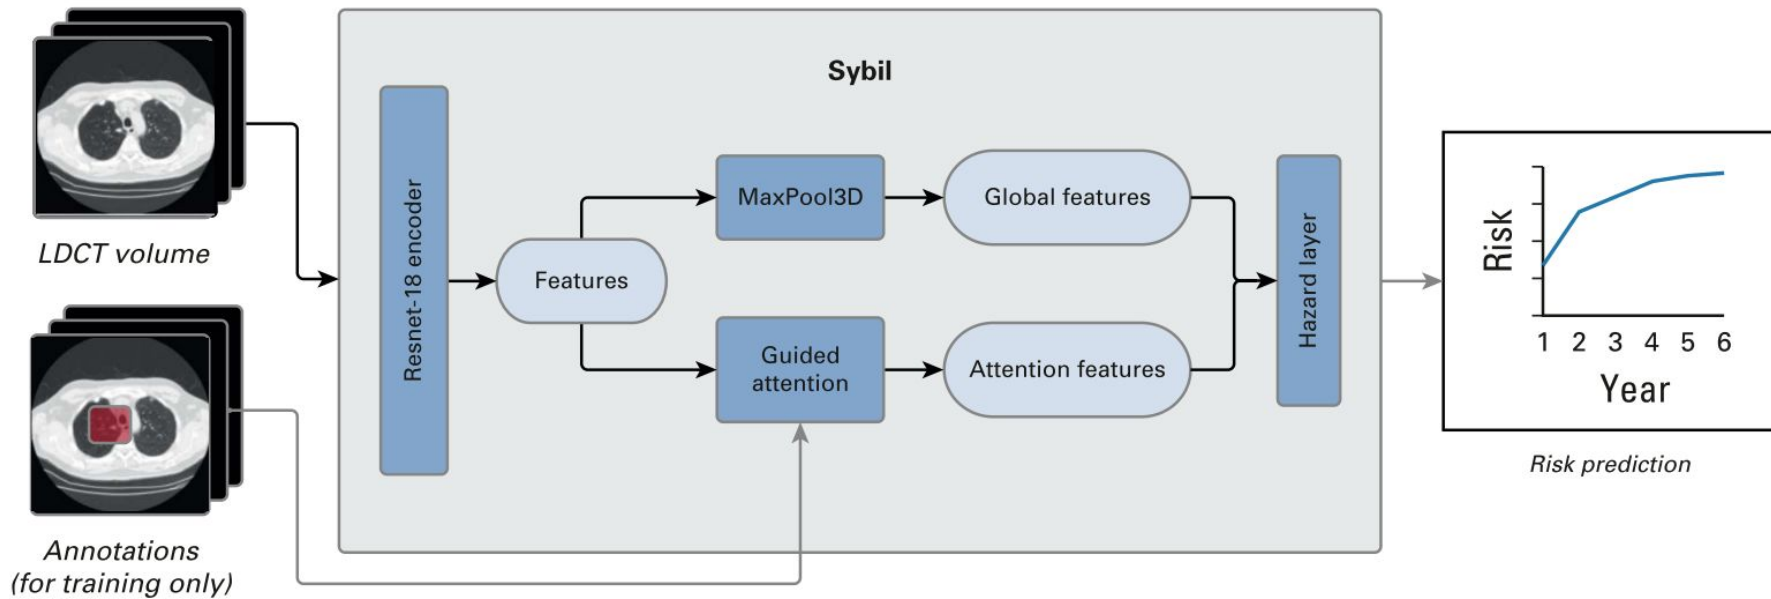 LDCT volume
Annotations
(for training only)
Sybil
Resnet-18 encoder
Features
MaxPool3D
Global features
Guided
attention
Attention features
Hazard layer
Risk
1 2 3 4 5 6
Year
Risk prediction